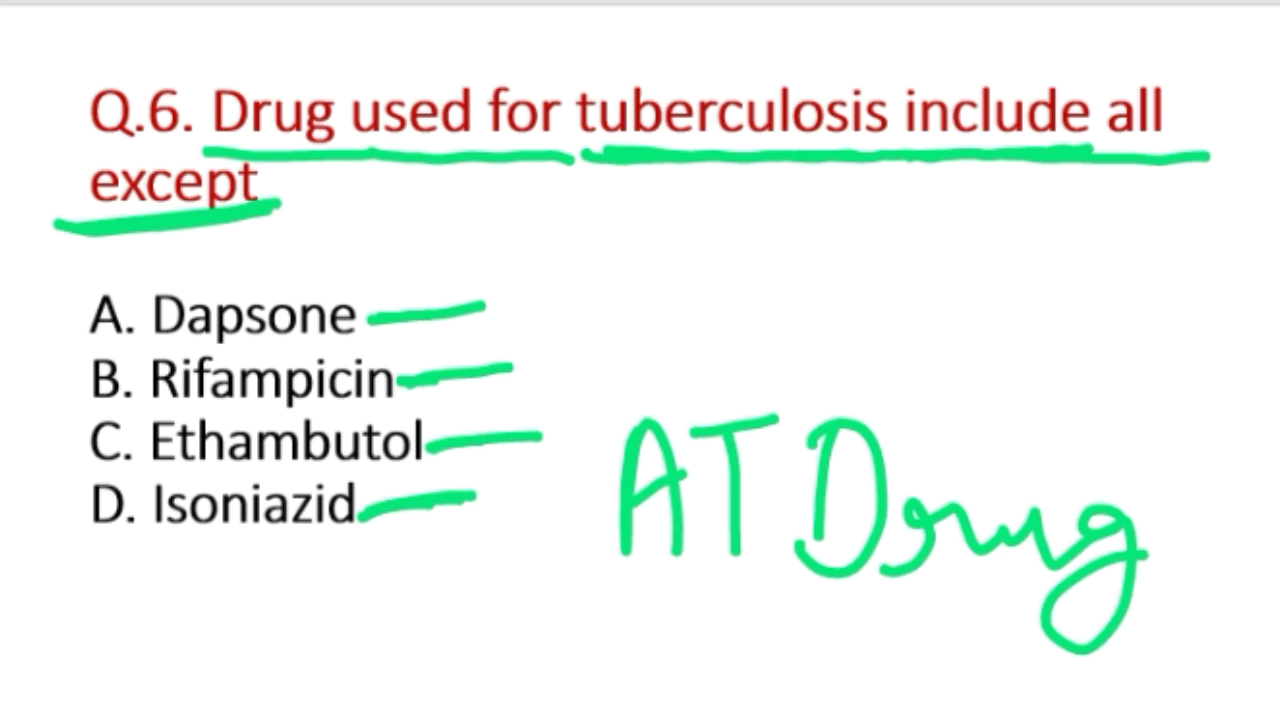 Q.6. Drug used for tuberculosis include all
except
A. Dapsone
B. Rifampicin
C. Ethambutol
D. Isoniazid
AT Drug